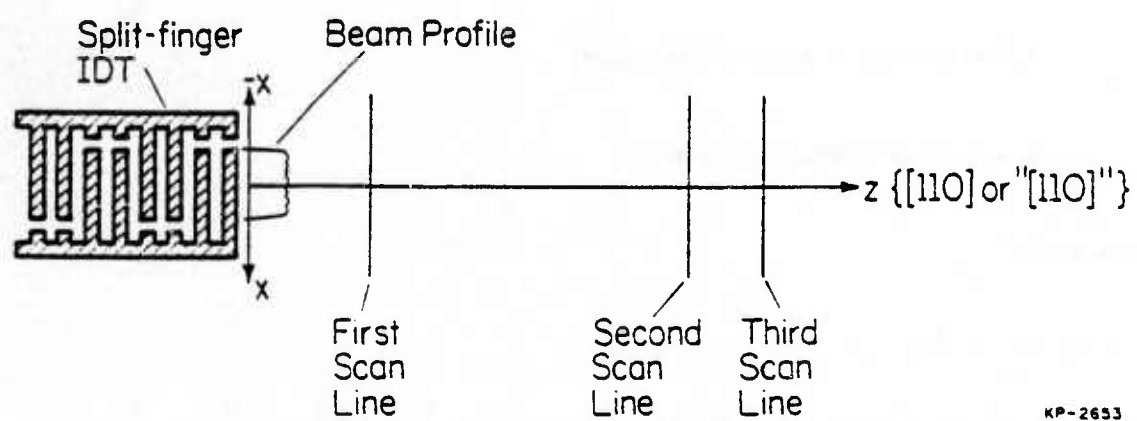 Split-finger
IDT
Beam Profile
-X
X
z {[110] or "[110]"}
First
Scan
Line
Second
Scan
Line
Third
Scan
Line
KP-2653